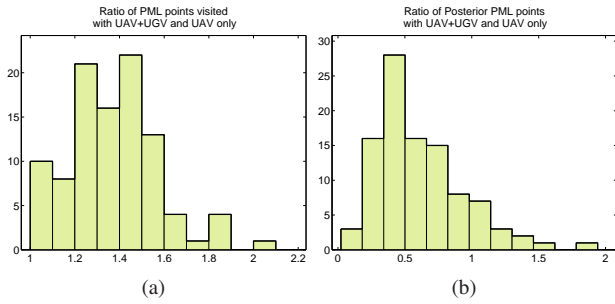 Ratio of PML points visited
with UAV+UGV and UAV only
20
15
10
5
0
1 1.2 1.4 1.6 1.8 2 2.2
(a)
Ratio of Posterior PML points
with UAV+UGV and UAV only
30
25
20
15
10
5
0
0 0.5 1 1.5 2
(b)